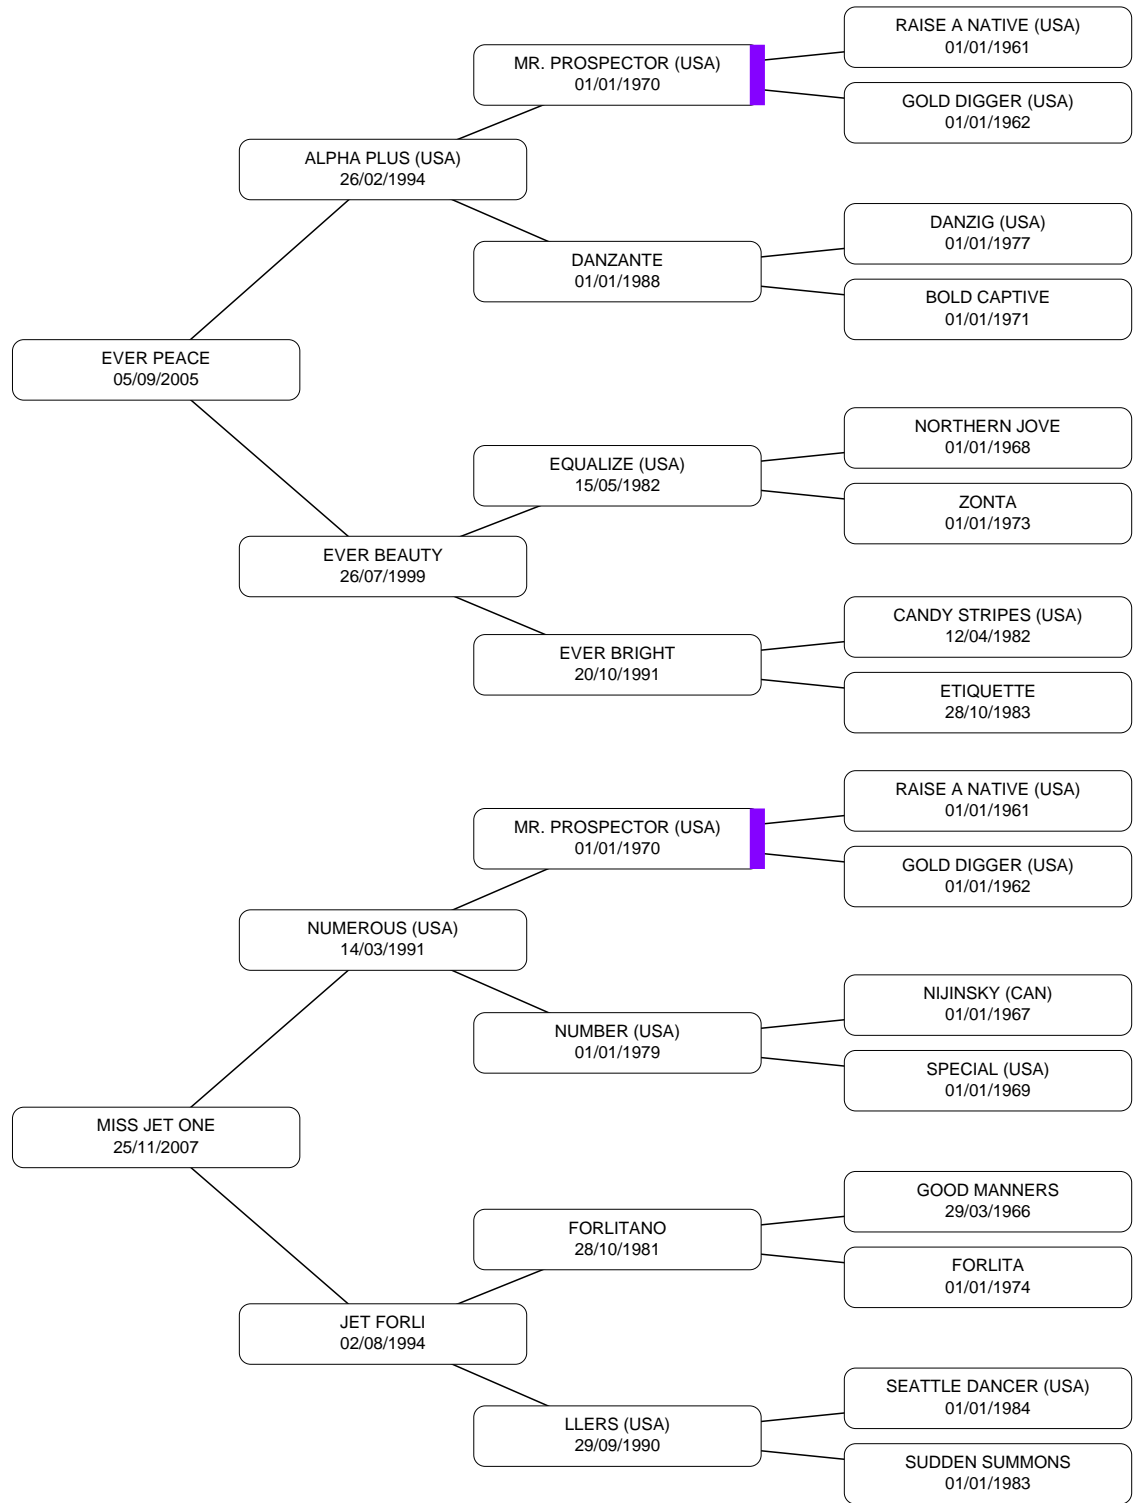 RAISE A NATIVE (USA)
01/01/1961
MR. PROSPECTOR (USA)
01/01/1970
GOLD DIGGER (USA)
01/01/1962
ALPHA PLUS (USA)
26/02/1994
DANZIG (USA)
01/01/1977
DANZANTE
01/01/1988
BOLD CAPTIVE
01/01/1971
EVER PEACE
05/09/2005
NORTHERN JOVE
01/01/1968
EQUALIZE (USA)
15/05/1982
ZONTA
01/01/1973
EVER BEAUTY
26/07/1999
CANDY STRIPES (USA)
12/04/1982
EVER BRIGHT
20/10/1991
ETIQUETTE
28/10/1983
RAISE A NATIVE (USA)
01/01/1961
MR. PROSPECTOR (USA)
01/01/1970
GOLD DIGGER (USA)
01/01/1962
NUMEROUS (USA)
14/03/1991
NIJINSKY (CAN)
01/01/1967
NUMBER (USA)
01/01/1979
SPECIAL (USA)
01/01/1969
MISS JET ONE
25/11/2007
GOOD MANNERS
29/03/1966
FORLITANO
28/10/1981
FORLITA
01/01/1974
JET FORLI
02/08/1994
SEATTLE DANCER (USA)
01/01/1984
LLERS (USA)
29/09/1990
SUDDEN SUMMONS
01/01/1983